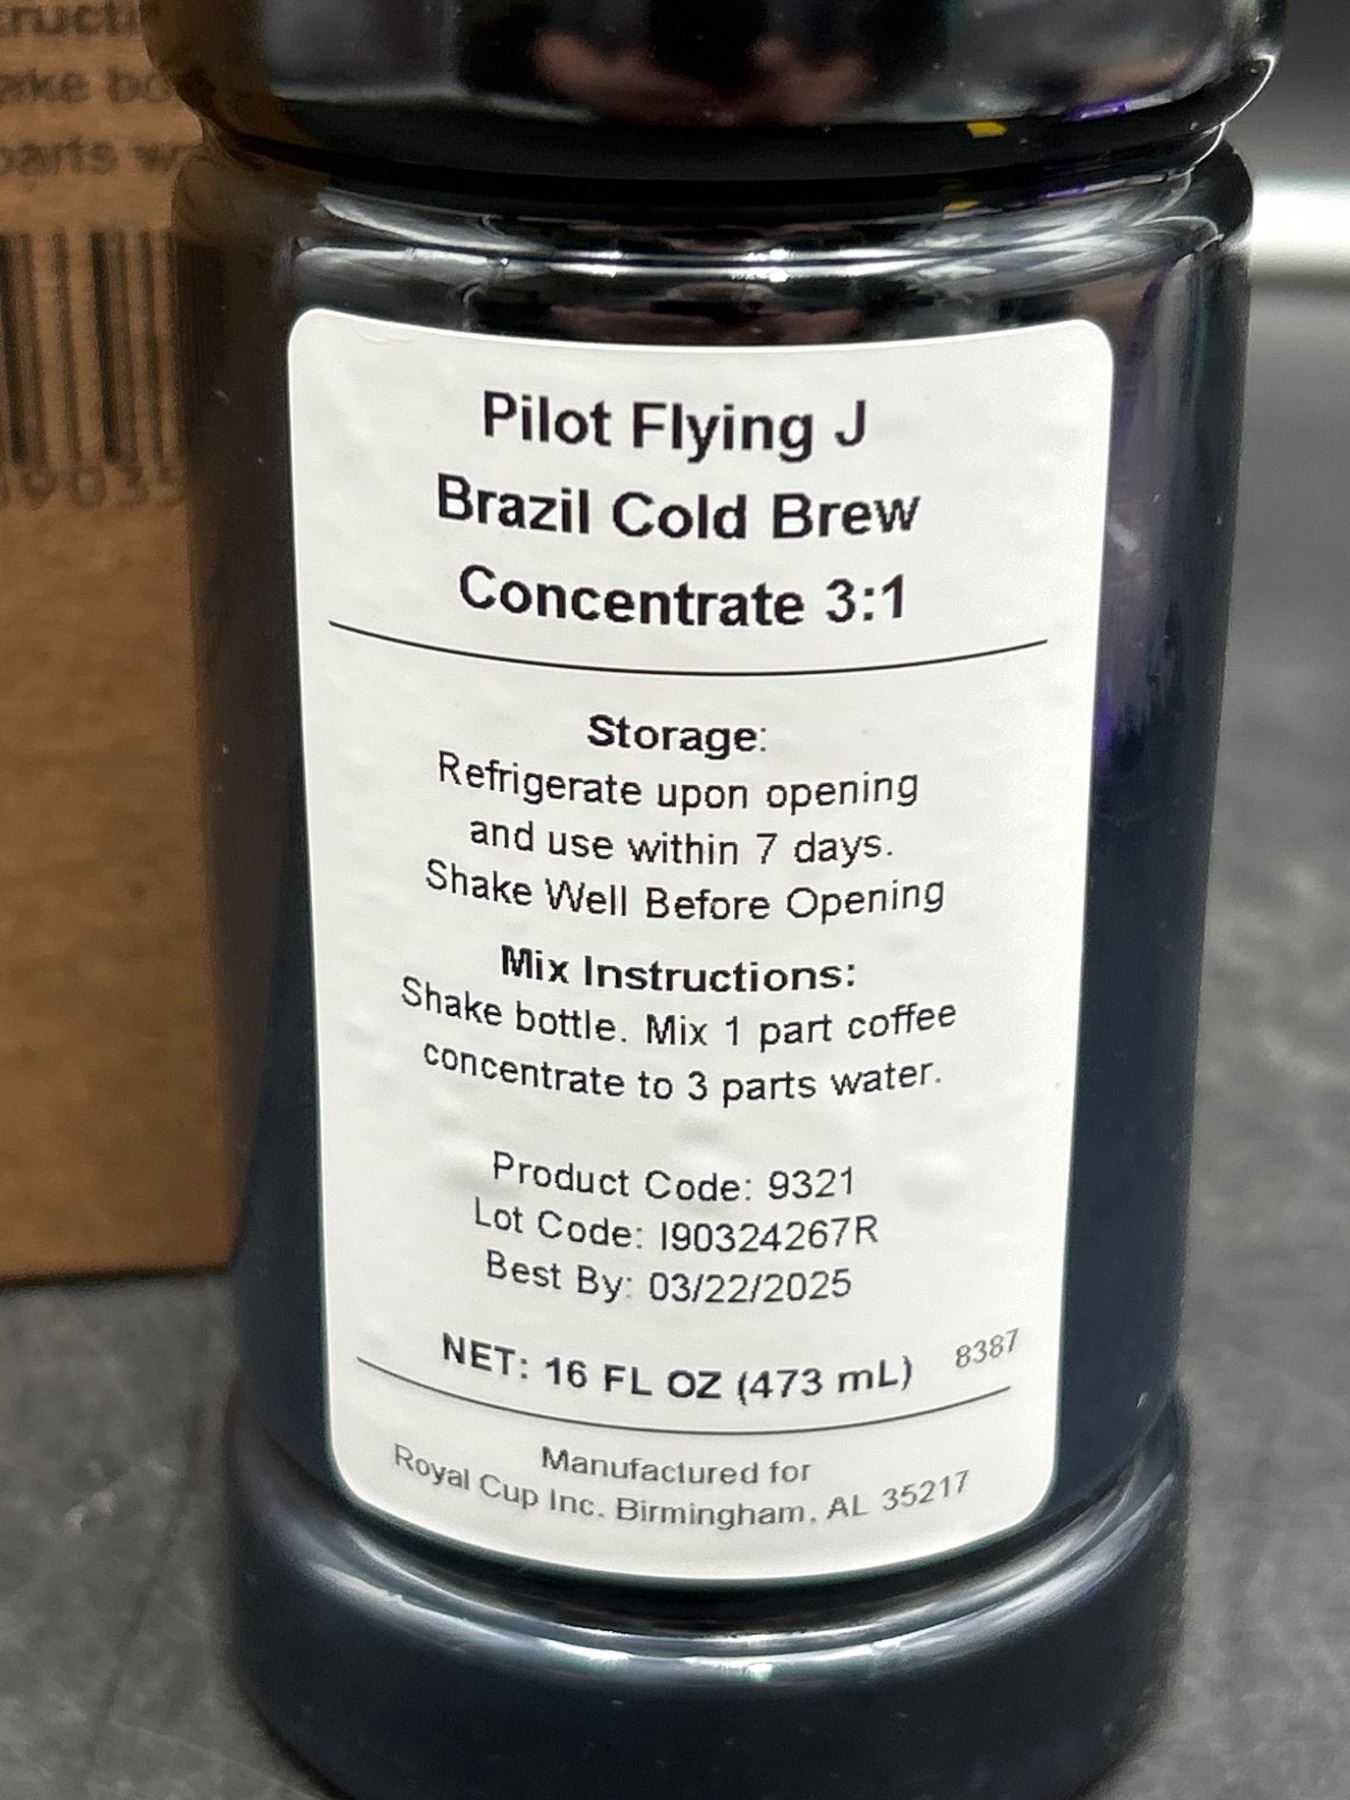 parts
Pilot Flying J
Brazil Cold Brew
Concentrate 3:1
Storage:
Refrigerate upon opening
and use within 7 days.
Shake Well Before Opening
Mix Instructions:
Shake bottle. Mix 1 part coffee
concentrate to 3 parts water.
Product Code: 9321
Lot Code: I90324267R
Best By: 03/22/2025
NET: 16 FL OZ (473 mL) 8387
Manufactured for
Royal Cup Inc. Birmingham, AL 35217